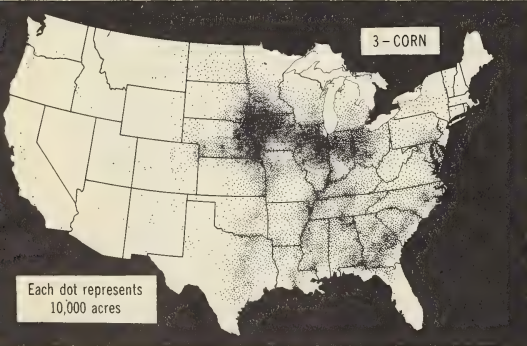 3-CORN
Each dot represents
10,000 acres